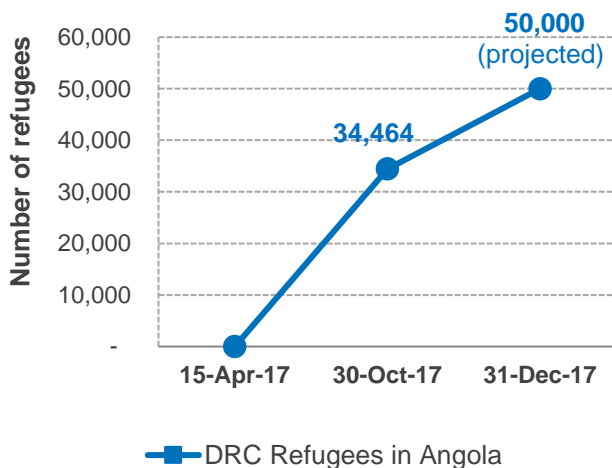 Number of refugees
60,000
50,000
40,000
30,000
20,000
10,000
-
50,000
(projected)
34,464
15-Apr-17 30-Oct-17 31-Dec-17
DRC Refugees in Angola